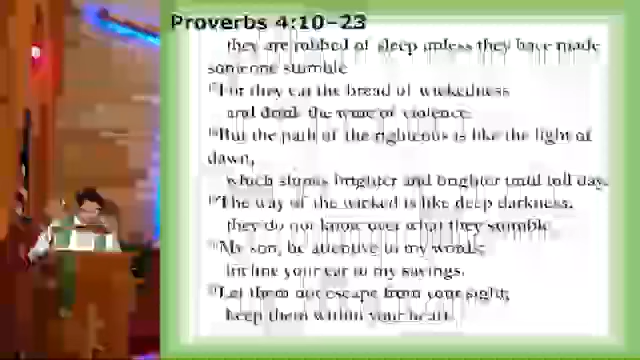 Proverbs 4:10-23
they are robbed of sleep unless they have made
someone stumble
For they eat the bread of wickedness
and drink the wine of violence.
But the path of the righteous is like the light of
dawn,
which shines brighter and brighter until full day.
The way of the wicked is like deep darkness;
they do not know over what they stumble.
My son, be attentive to my words;
incline your ear to my sayings.
Let them not escape from your sight;
keep them within your heart.